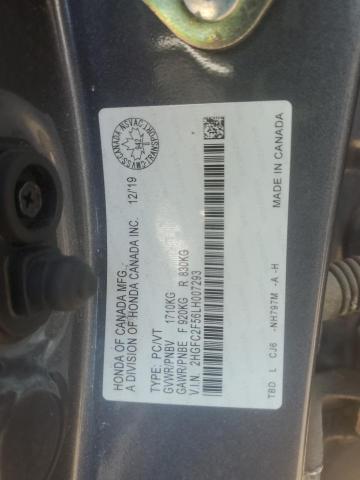 HONDA OF CANADA MFG.
A DIVISION OF HONDA CANADA INC. 12/'19
TYPE: PC/VT
GVWR/PNBV 1710KG
GAWR/PNBE F 920KG R 830KG
V.I.N. 2HGFC2F56LH007293
TBD L CJ6 -NH797M -A -H
MADE IN CANADA